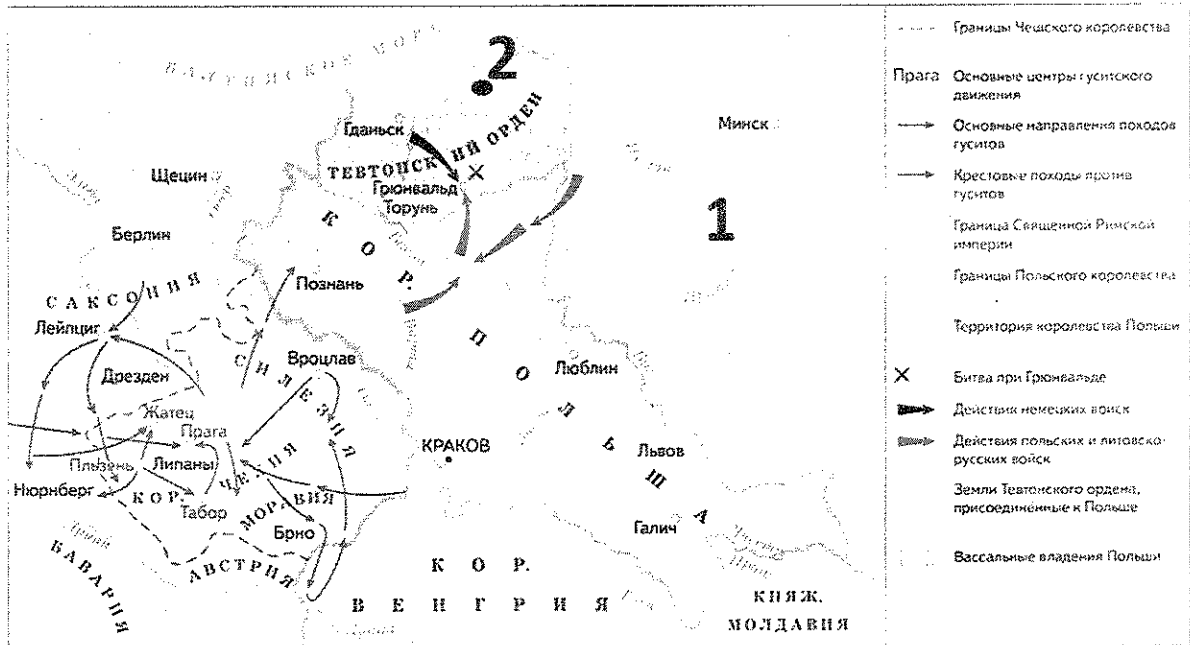 БАЛТИЙСКОЕ МОРЕ
2
Гданьск
ТЕВТОНСКИЙ ОРДЕН
Минск
Щецин
Грюнвальд
Торунь
1
Берлин
КОР. ПОЛЬША
САКСОНИЯ
Познань
Лейпциг
СИЛЕЗИЯ
Вроцлав
Дрезден
Люблин
Жатец
Прага
КРАКОВ
Львов
Пльзень
Липаны
Нюрнберг
КОР. ЧЕХИЯ
МОРАВИЯ
Табор
Брно
Галич
БАВАРИЯ
АВСТРИЯ
КОР.
ВЕНГРИЯ
КНЯЖ.
МОЛДАВИЯ
Границы Чешского королевства
Прага Основные центры гуситского
движения
Основные направления походов
гуситов
Крестовые походы против
гуситов
Граница Священной Римской
империи
Границы Польского королевства
Территория королевства Польши
Битва при Грюнвальде
Действия немецких войск
Действия польских и литовско-
русских войск
Земли Тевтонского ордена,
присоединённые к Польше
Вассальные владения Польши